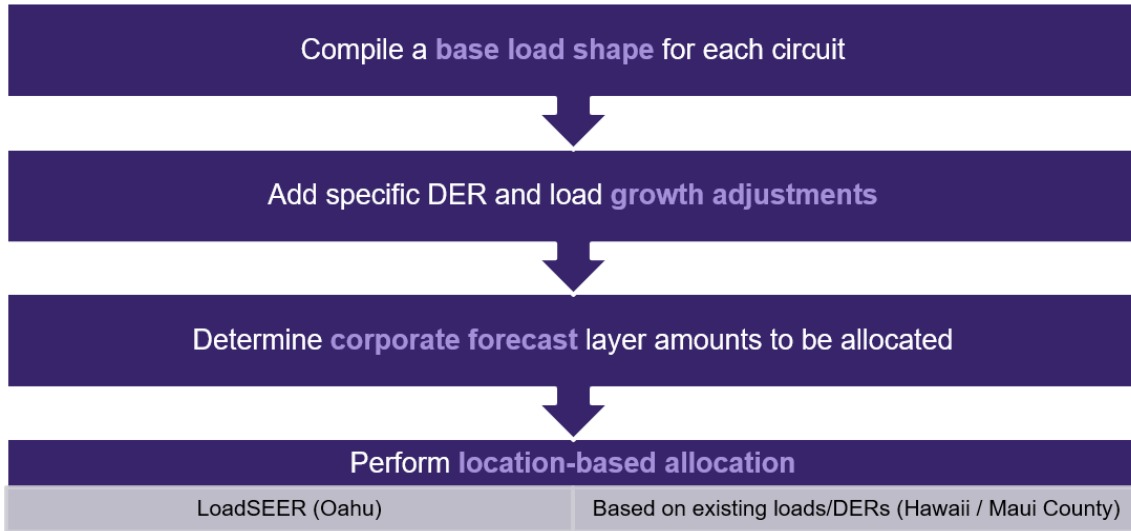 Compile a base load shape for each circuit
Add specific DER and load growth adjustments
Determine corporate forecast layer amounts to be allocated
Perform location-based allocation
LoadSEER (Oahu)
Based on existing loads/DERs (Hawaii / Maui County)